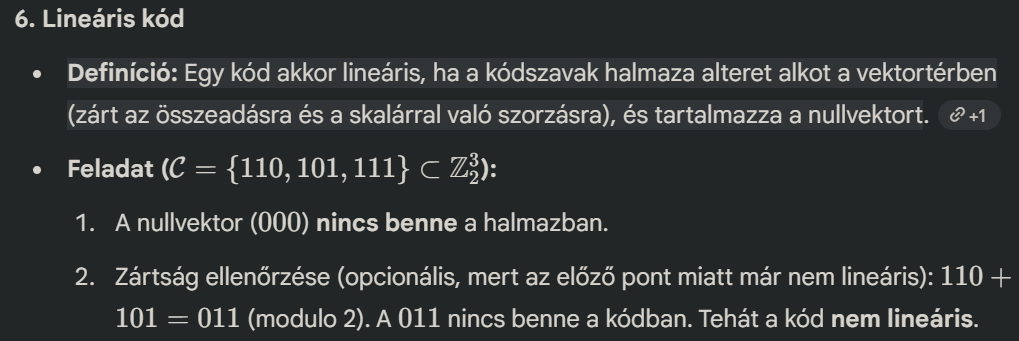 6. Lineáris kód
• Definíció: Egy kód akkor lineáris, ha a kódszavak halmaza alteret alkot a vektortérben
(zárt az összeadásra és a skalárral való szorzásra), és tartalmazza a nullvektort. +1
• Feladat (𝒞 = {110, 101, 111} ⊂ ℤ₂³):
1. A nullvektor (000) nincs benne a halmazban.
2. Zártság ellenőrzése (opcionális, mert az előző pont miatt már nem lineáris): 110 +
101 = 011 (modulo 2). A 011 nincs benne a kódban. Tehát a kód nem lineáris.